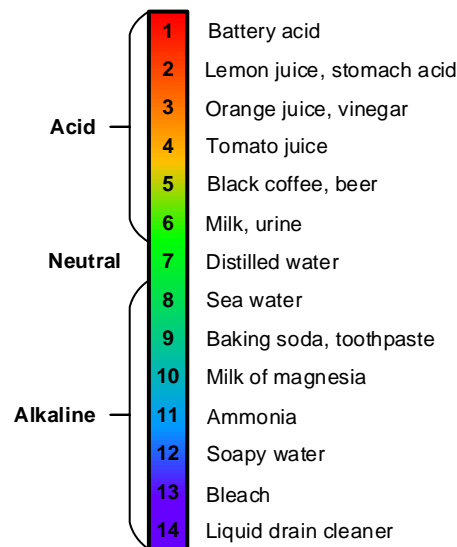 1 Battery acid
2 Lemon juice, stomach acid
3 Orange juice, vinegar
Acid
4 Tomato juice
5 Black coffee, beer
6 Milk, urine
Neutral 7 Distilled water
8 Sea water
9 Baking soda, toothpaste
10 Milk of magnesia
Alkaline 11 Ammonia
12 Soapy water
13 Bleach
14 Liquid drain cleaner